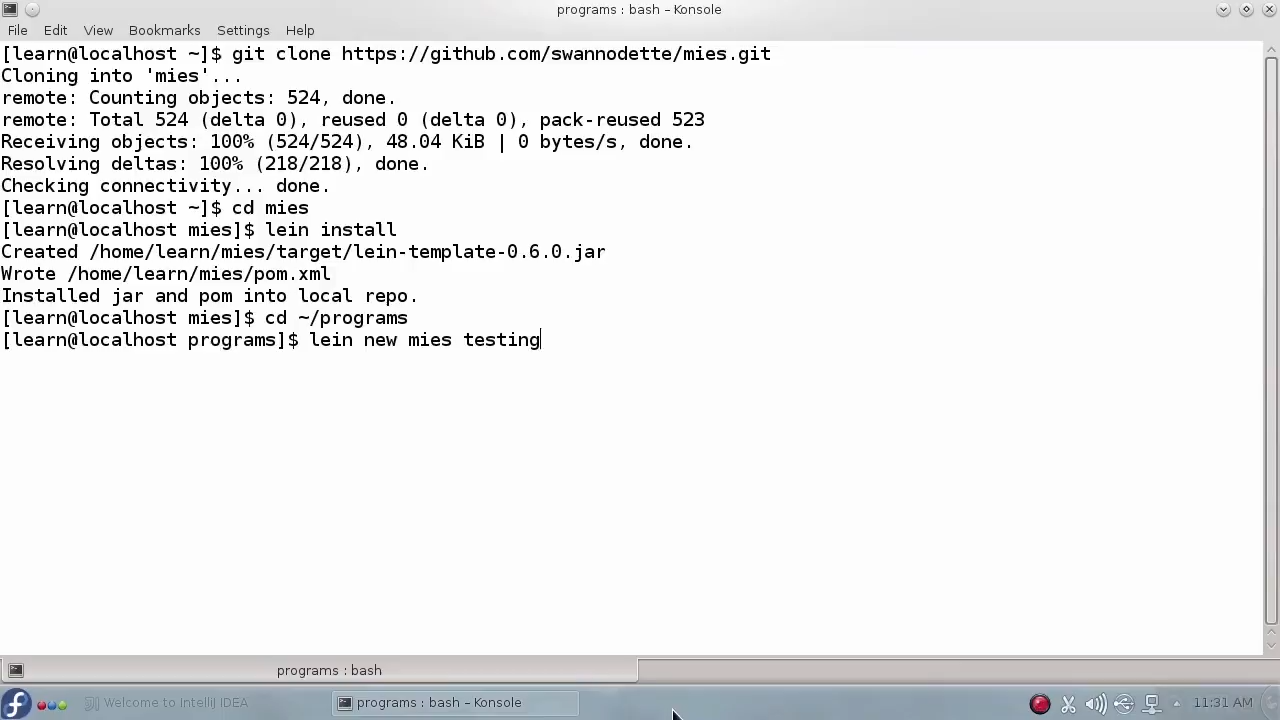 programs : bash – Konsole
File Edit View Bookmarks Settings Help
[learn@localhost ~]$ git clone https://github.com/swannodette/mies.git
Cloning into 'mies'...
remote: Counting objects: 524, done.
remote: Total 524 (delta 0), reused 0 (delta 0), pack-reused 523
Receiving objects: 100% (524/524), 48.04 KiB | 0 bytes/s, done.
Resolving deltas: 100% (218/218), done.
Checking connectivity... done.
[learn@localhost ~]$ cd mies
[learn@localhost mies]$ lein install
Created /home/learn/mies/target/lein-template-0.6.0.jar
Wrote /home/learn/mies/pom.xml
Installed jar and pom into local repo.
[learn@localhost mies]$ cd ~/programs
[learn@localhost programs]$ lein new mies testing
programs : bash
Welcome to IntelliJ IDEA programs : bash – Konsole 11:31 AM